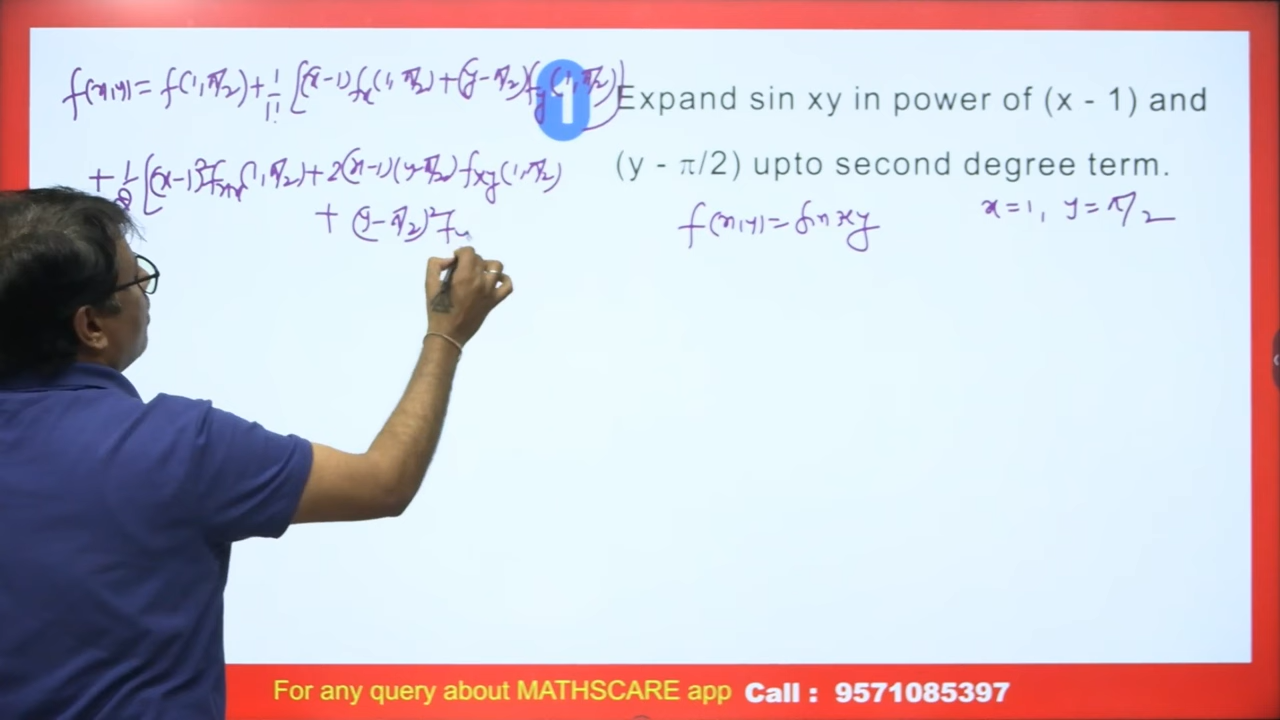 f(x,y) = f(1,π/2) + 1/1! [(x-1)fx(1,π/2) + (y-π/2)fy(1,π/2)]
+ 1/2 [(x-1)²fxx(1,π/2) + 2(x-1)(y-π/2)fxy(1,π/2)
+ (y-π/2)²fy
1
Expand sin xy in power of (x - 1) and
(y - π/2) upto second degree term.
f(x,y) = sin xy
x=1, y=π/2
For any query about MATHSCARE app Call : 9571085397